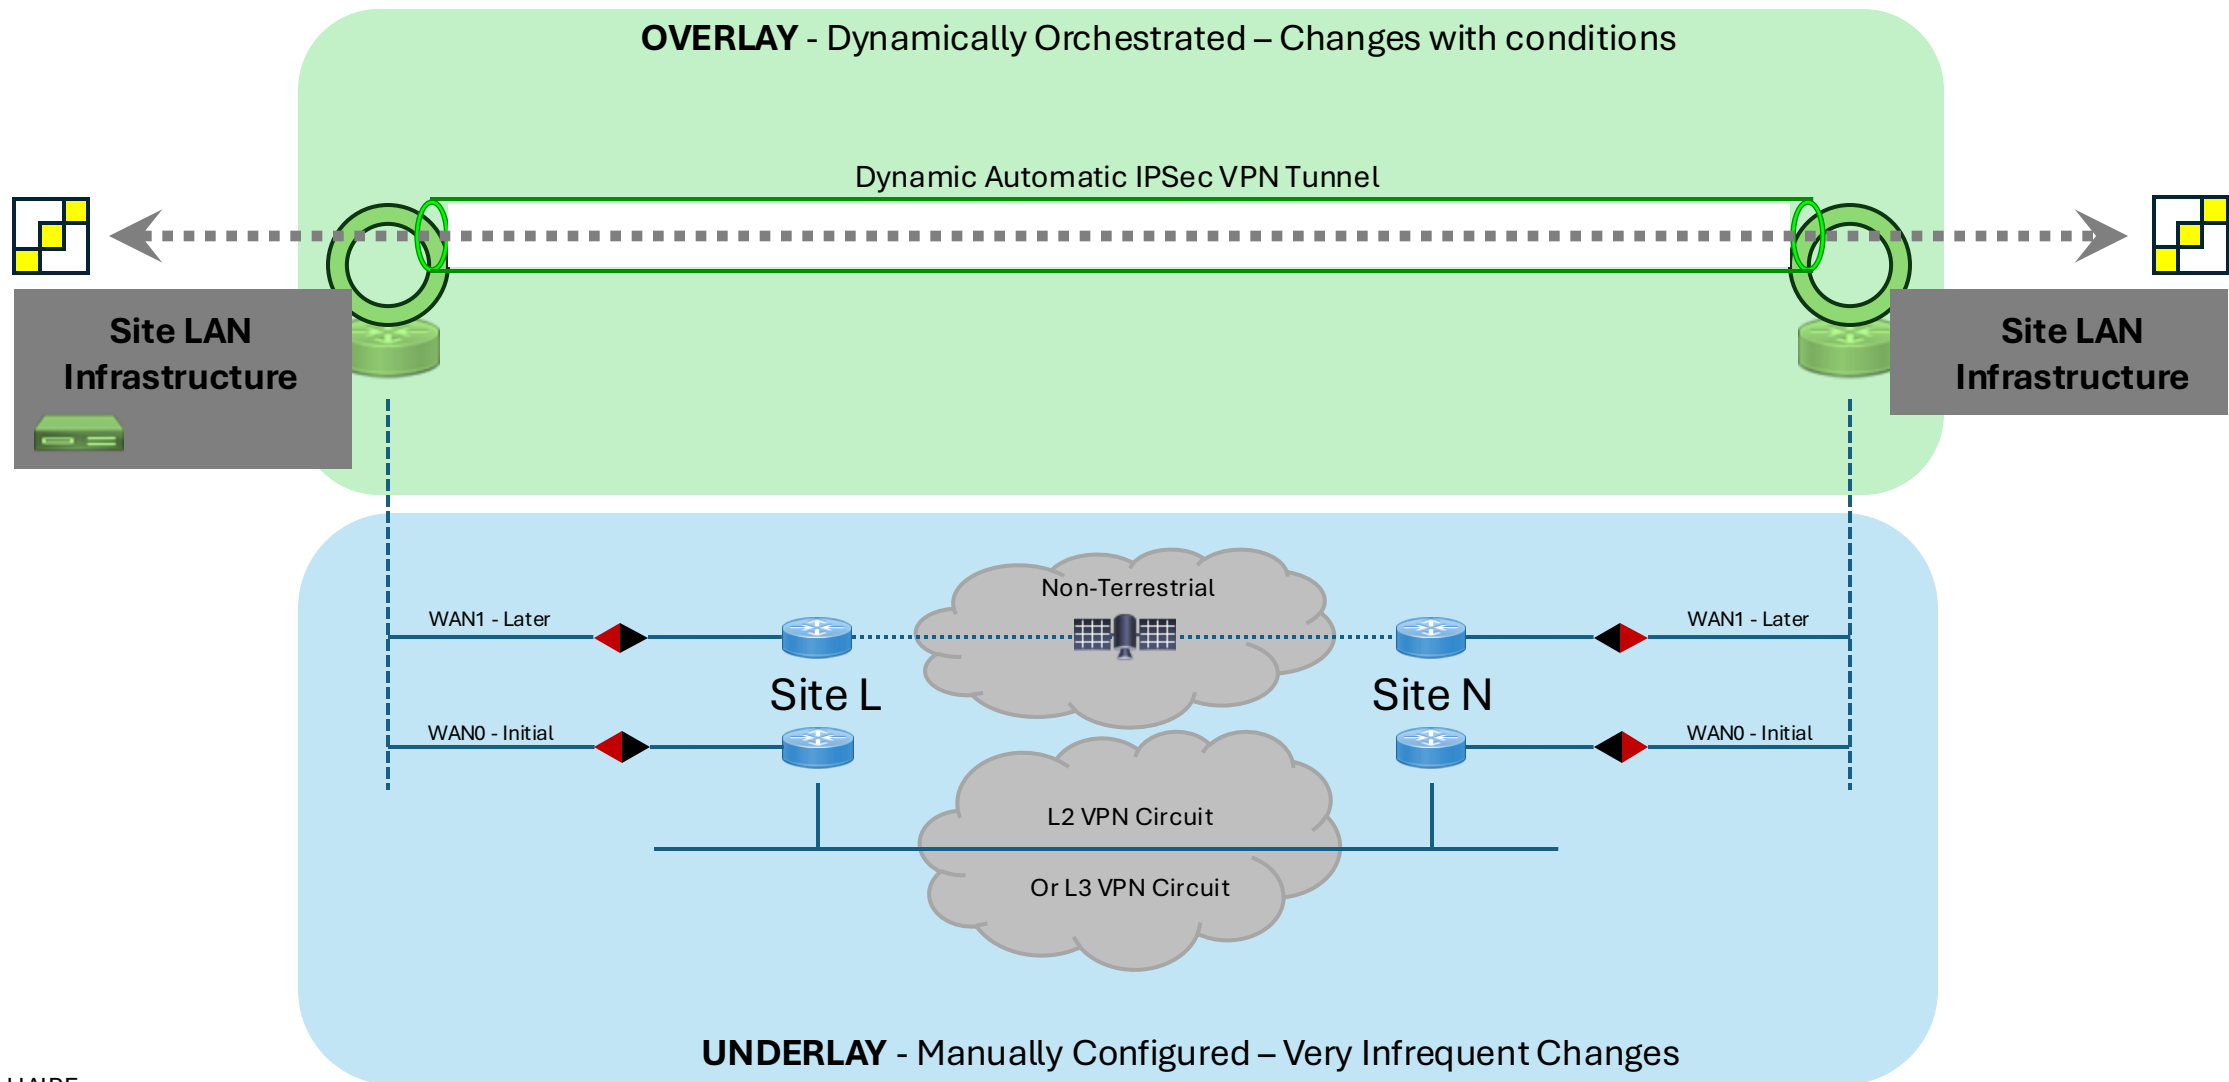 OVERLAY - Dynamically Orchestrated – Changes with conditions
Dynamic Automatic IPSec VPN Tunnel
Site LAN
Infrastructure
Site LAN
Infrastructure
Non-Terrestrial
WAN1 - Later
WAN1 - Later
Site L
Site N
WAN0 - Initial
WAN0 - Initial
L2 VPN Circuit
Or L3 VPN Circuit
UNDERLAY - Manually Configured – Very Infrequent Changes